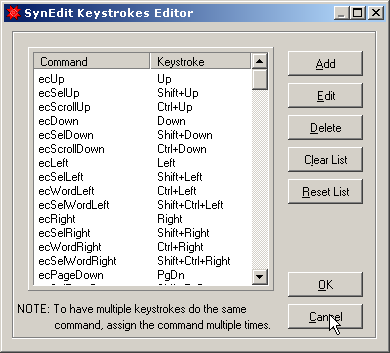 SynEdit Keystrokes Editor
Command Keystroke
ecUp Up
ecSelUp Shift+Up
ecScrollUp Ctrl+Up
ecDown Down
ecSelDown Shift+Down
ecScrollDown Ctrl+Down
ecLeft Left
ecSelLeft Shift+Left
ecWordLeft Ctrl+Left
ecSelWordLeft Shift+Ctrl+Left
ecRight Right
ecSelRight Shift+Right
ecWordRight Ctrl+Right
ecSelWordRight Shift+Ctrl+Right
ecPageDown PgDn
Add
Edit
Delete
Clear List
Reset List
OK
Cancel
NOTE: To have multiple keystrokes do the same
command, assign the command multiple times.